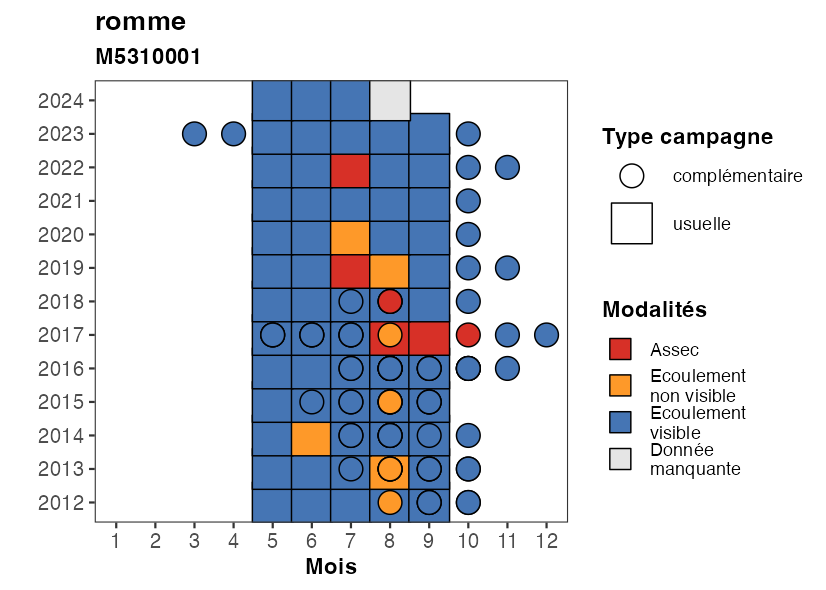 romme
M5310001
2024
2023
2022
2021
2020
2019
2018
2017
2016
2015
2014
2013
2012
1 2 3 4 5 6 7 8 9 10 11 12
Mois
Type campagne
complémentaire
usuelle
Modalités
Assec
Ecoulement
non visible
Ecoulement
visible
Donnée
manquante